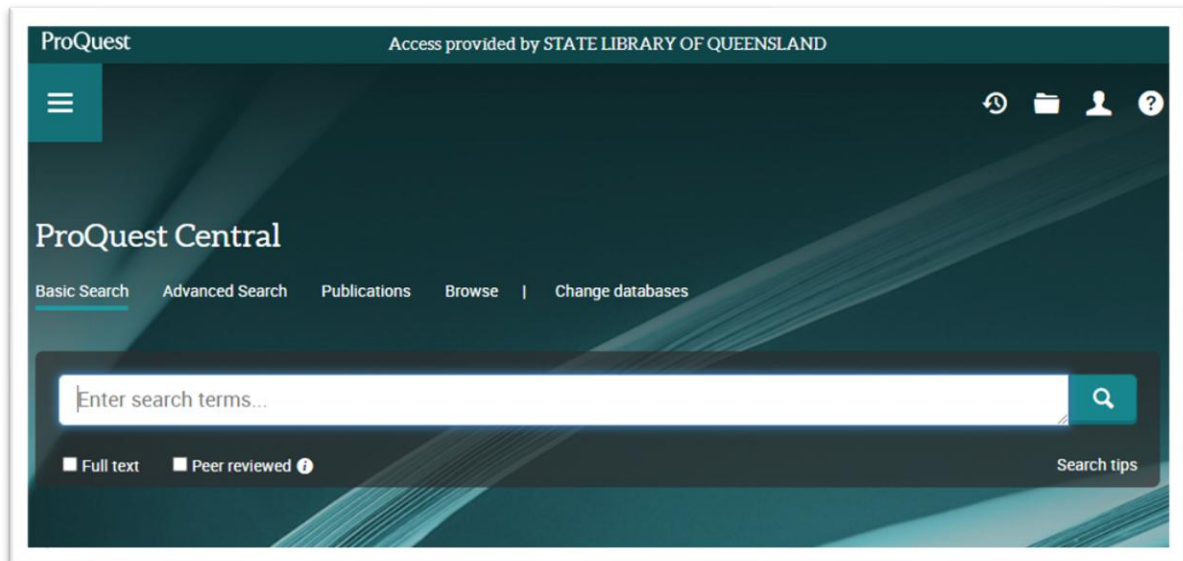 ProQuest Access provided by STATE LIBRARY OF QUEENSLAND
ProQuest Central
Basic Search Advanced Search Publications Browse | Change databases
Enter search terms...
Full text Peer reviewed Search tips